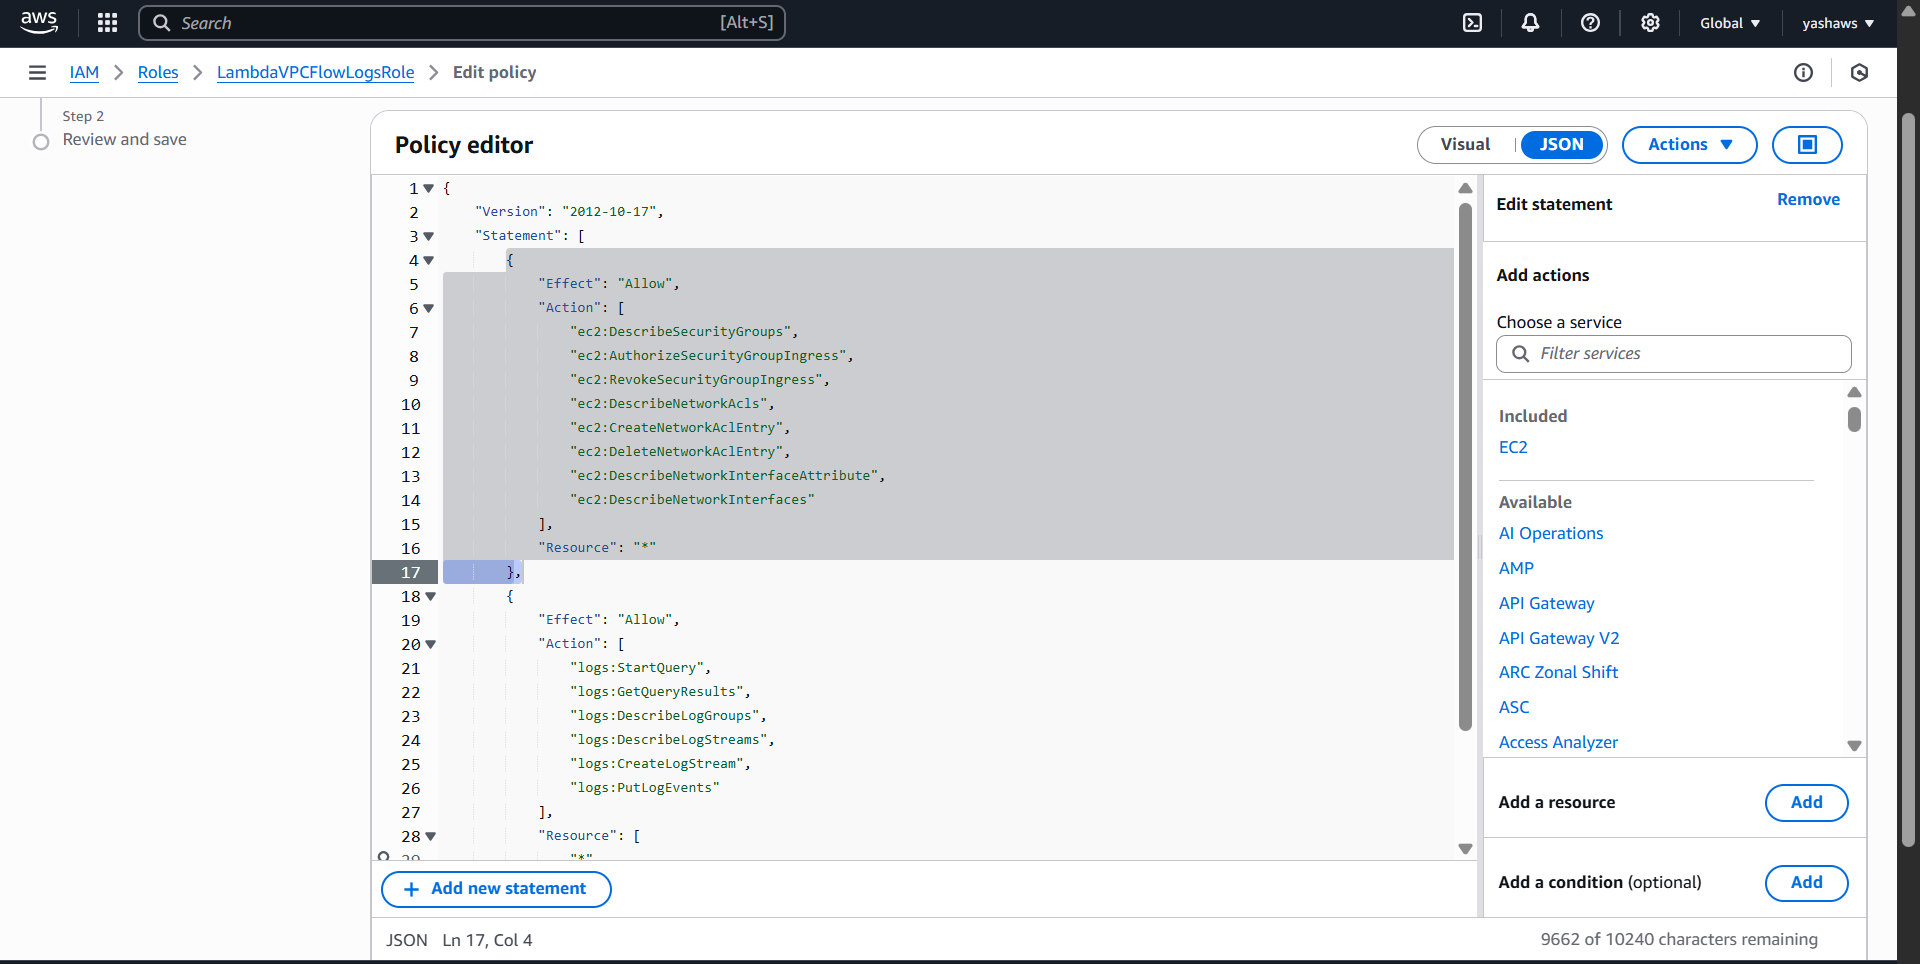 aws
Search [Alt+S]
Global
yashaws
IAM > Roles > LambdaVPCFlowLogsRole > Edit policy
Step 2
Review and save
Policy editor
Visual
JSON
Actions
1 {
2 "Version": "2012-10-17",
3 "Statement": [
4 {
5 "Effect": "Allow",
6 "Action": [
7 "ec2:DescribeSecurityGroups",
8 "ec2:AuthorizeSecurityGroupIngress",
9 "ec2:RevokeSecurityGroupIngress",
10 "ec2:DescribeNetworkAcls",
11 "ec2:CreateNetworkAclEntry",
12 "ec2:DeleteNetworkAclEntry",
13 "ec2:DescribeNetworkInterfaceAttribute",
14 "ec2:DescribeNetworkInterfaces"
15 ],
16 "Resource": "*"
17 },
18 {
19 "Effect": "Allow",
20 "Action": [
21 "logs:StartQuery",
22 "logs:GetQueryResults",
23 "logs:DescribeLogGroups",
24 "logs:DescribeLogStreams",
25 "logs:CreateLogStream",
26 "logs:PutLogEvents"
27 ],
28 "Resource": [
29 "*"
+ Add new statement
JSON Ln 17, Col 4
Edit statement
Remove
Add actions
Choose a service
Filter services
Included
EC2
Available
AI Operations
AMP
API Gateway
API Gateway V2
ARC Zonal Shift
ASC
Access Analyzer
Add a resource
Add
Add a condition (optional)
Add
9662 of 10240 characters remaining